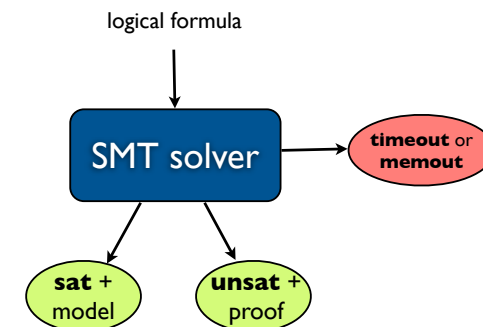 logical formula
SMT solver
timeout or
memout
sat +
model
unsat +
proof